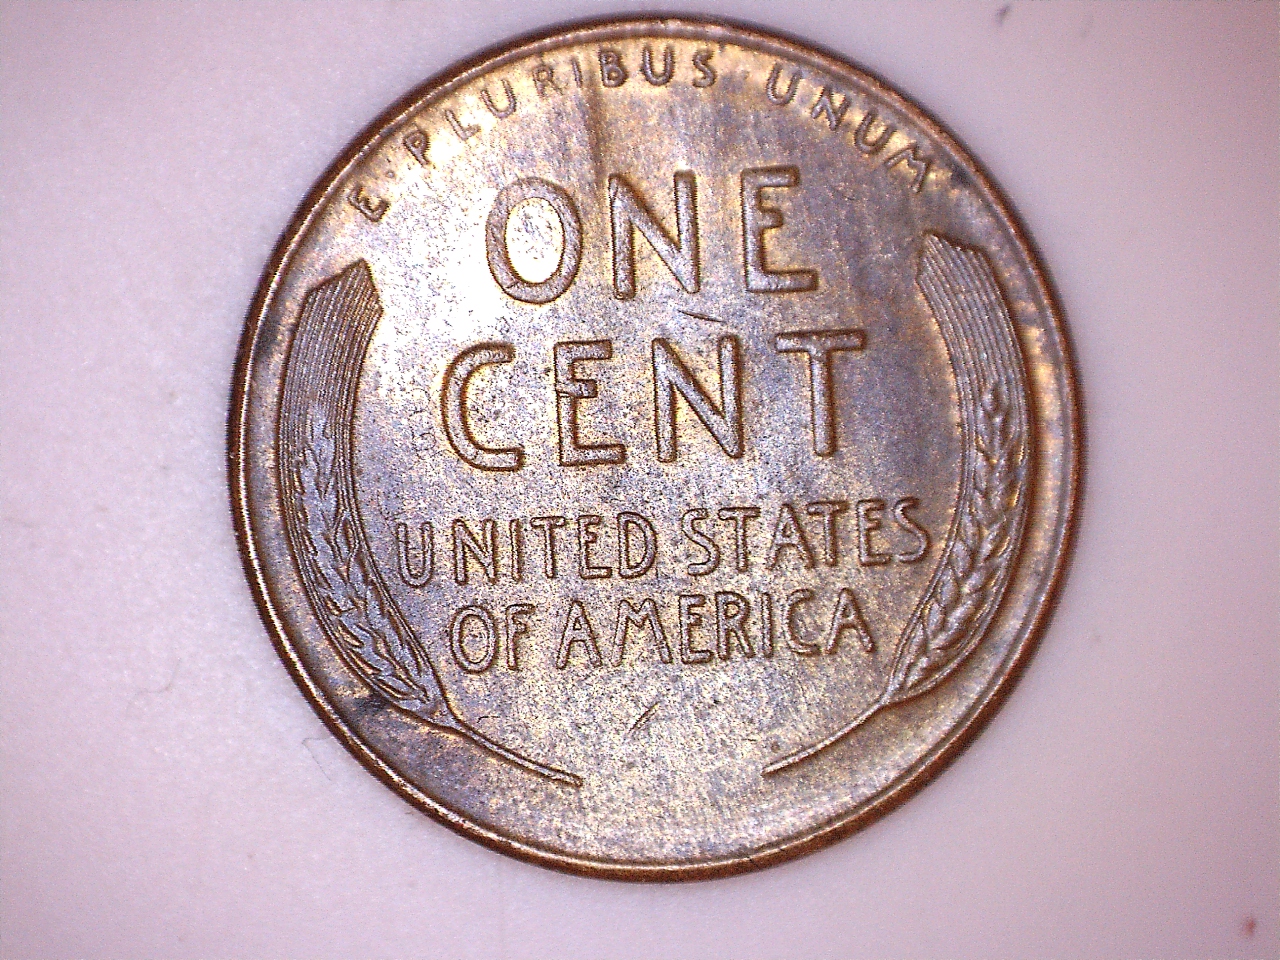 E · PLURIBUS · UNUM
ONE
CENT
UNITED STATES
OF AMERICA